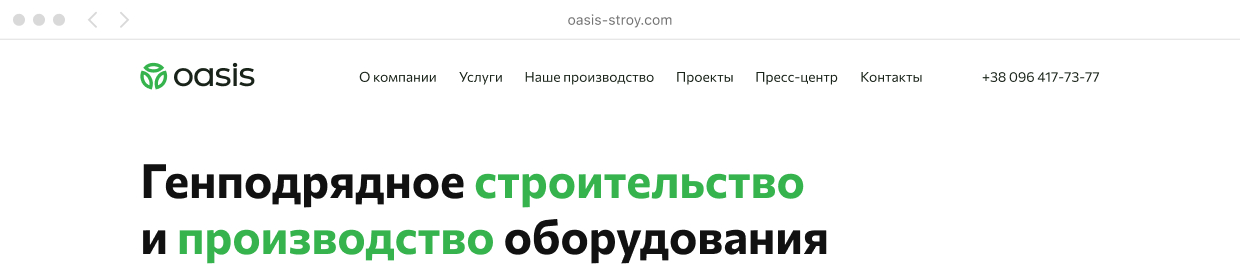 oasis-stroy.com
oasis О компании Услуги Наше производство Проекты Пресс-центр Контакты +38 096 417-73-77
Генподрядное строительство
и производство оборудования